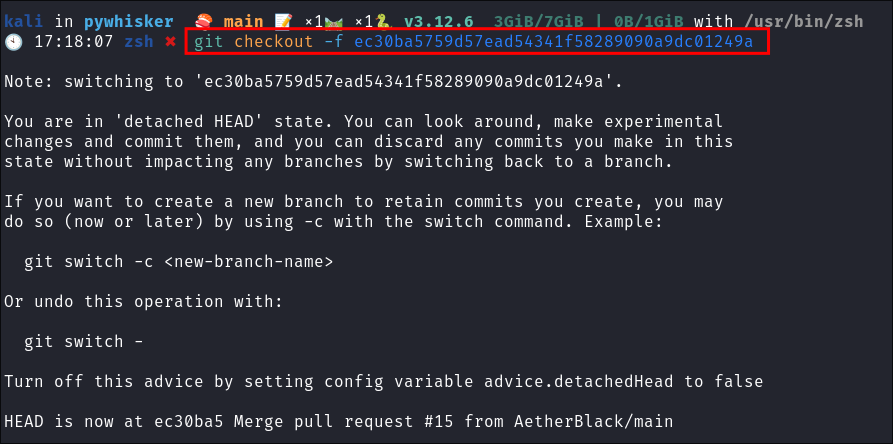 kali in pywhisker 🍣 main 📝 ×1🛤️ ×1🐍 v3.12.6 3GiB/7GiB | 0B/1GiB with /usr/bin/zsh
🕙 17:18:07 zsh ✖ git checkout -f ec30ba5759d57ead54341f58289090a9dc01249a
Note: switching to 'ec30ba5759d57ead54341f58289090a9dc01249a'.
You are in 'detached HEAD' state. You can look around, make experimental
changes and commit them, and you can discard any commits you make in this
state without impacting any branches by switching back to a branch.
If you want to create a new branch to retain commits you create, you may
do so (now or later) by using -c with the switch command. Example:
git switch -c <new-branch-name>
Or undo this operation with:
git switch -
Turn off this advice by setting config variable advice.detachedHead to false
HEAD is now at ec30ba5 Merge pull request #15 from AetherBlack/main